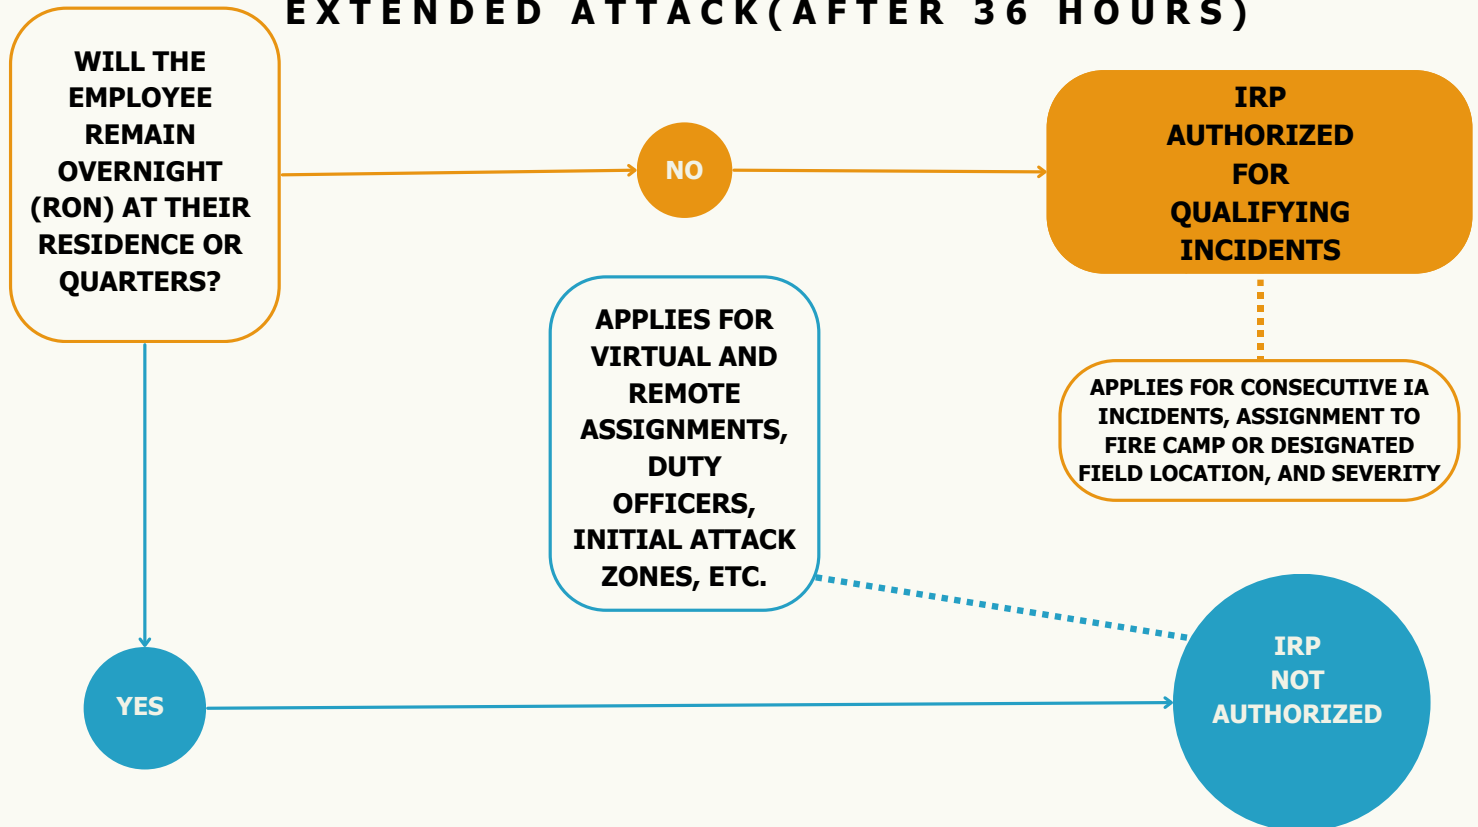 EXTENDED ATTACK(AFTER 36 HOURS)
WILL THE
EMPLOYEE
REMAIN
OVERNIGHT
(RON) AT THEIR
RESIDENCE OR
QUARTERS?
NO
IRP
AUTHORIZED
FOR
QUALIFYING
INCIDENTS
APPLIES FOR
VIRTUAL AND
REMOTE
ASSIGNMENTS,
DUTY
OFFICERS,
INITIAL ATTACK
ZONES, ETC.
APPLIES FOR CONSECUTIVE IA
INCIDENTS, ASSIGNMENT TO
FIRE CAMP OR DESIGNATED
FIELD LOCATION, AND SEVERITY
YES
IRP
NOT
AUTHORIZED